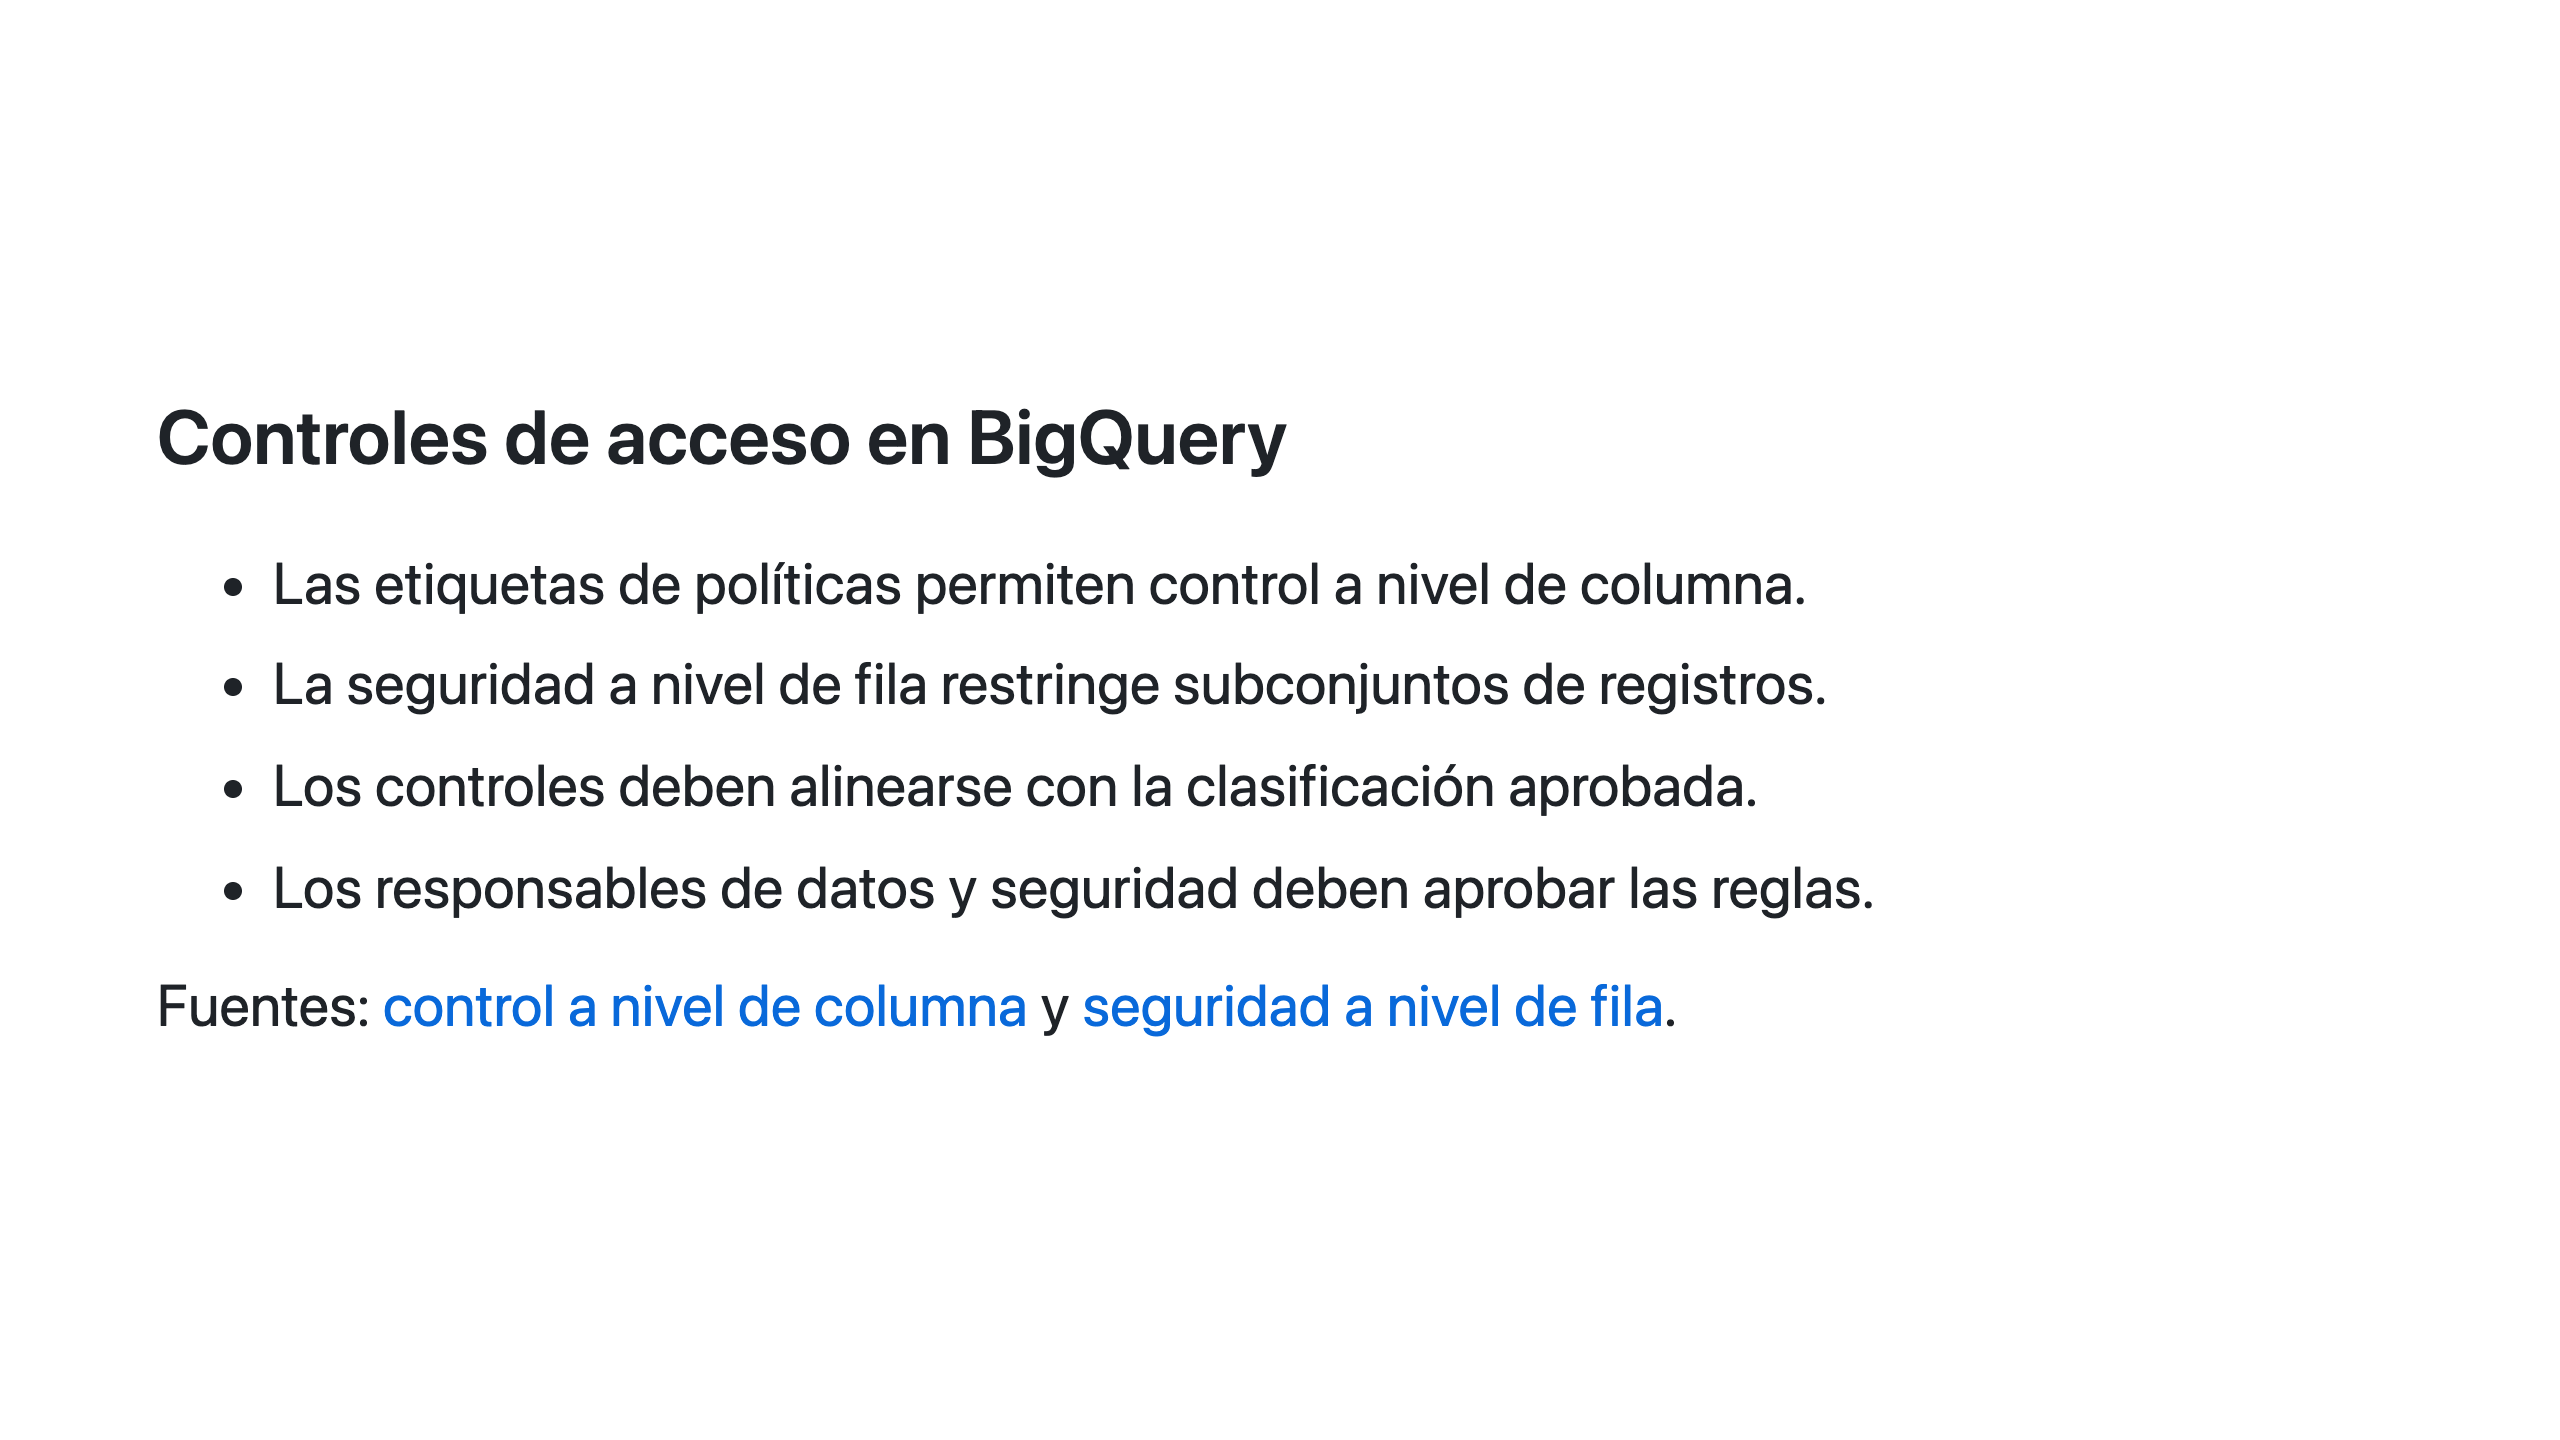 Controles de acceso en BigQuery
• Las etiquetas de políticas permiten control a nivel de columna.
• La seguridad a nivel de fila restringe subconjuntos de registros.
• Los controles deben alinearse con la clasificación aprobada.
• Los responsables de datos y seguridad deben aprobar las reglas.
Fuentes: control a nivel de columna y seguridad a nivel de fila.